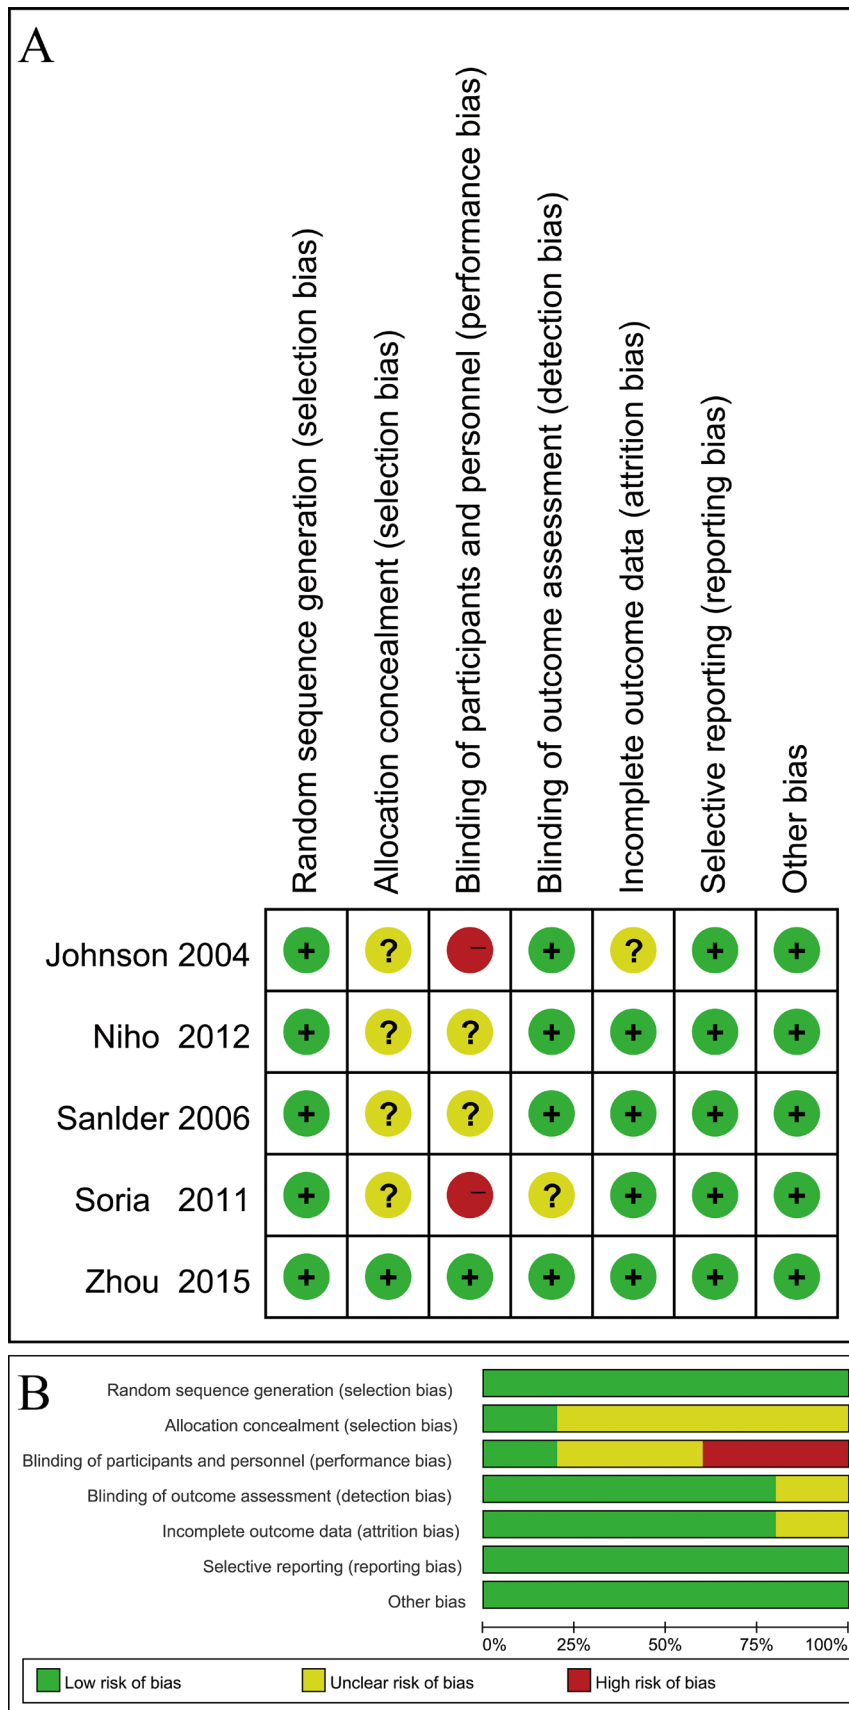 A
Random sequence generation (selection bias)
Allocation concealment (selection bias)
Blinding of participants and personnel (performance bias)
Blinding of outcome assessment (detection bias)
Incomplete outcome data (attrition bias)
Selective reporting (reporting bias)
Other bias
Johnson 2004 + ? – + ? + +
Niho 2012 + ? ? + + + +
Sanlder 2006 + ? ? + + + +
Soria 2011 + ? – ? + + +
Zhou 2015 + + + + + + +
B
Random sequence generation (selection bias)
Allocation concealment (selection bias)
Blinding of participants and personnel (performance bias)
Blinding of outcome assessment (detection bias)
Incomplete outcome data (attrition bias)
Selective reporting (reporting bias)
Other bias
0% 25% 50% 75% 100%
Low risk of bias Unclear risk of bias High risk of bias